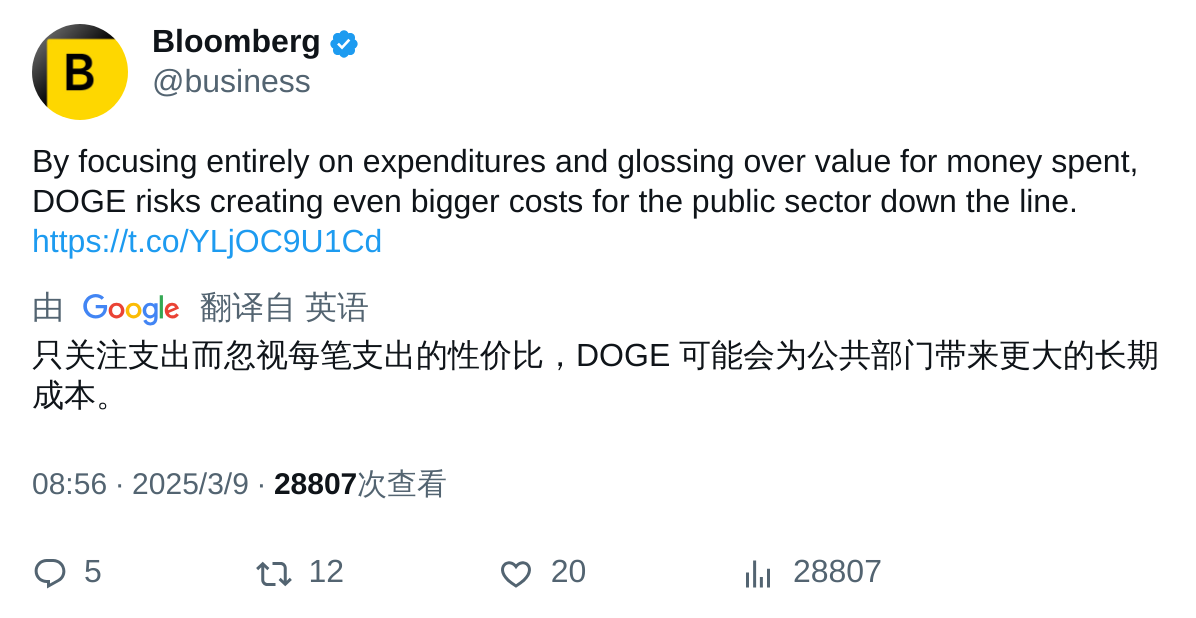 B
Bloomberg
@business
By focusing entirely on expenditures and glossing over value for money spent,
DOGE risks creating even bigger costs for the public sector down the line.
https://t.co/YLjOC9U1Cd
由 Google 翻译自 英语
只关注支出而忽视每笔支出的性价比，DOGE 可能会为公共部门带来更大的长期
成本。
08:56 · 2025/3/9 · 28807次查看
5 12 20 28807